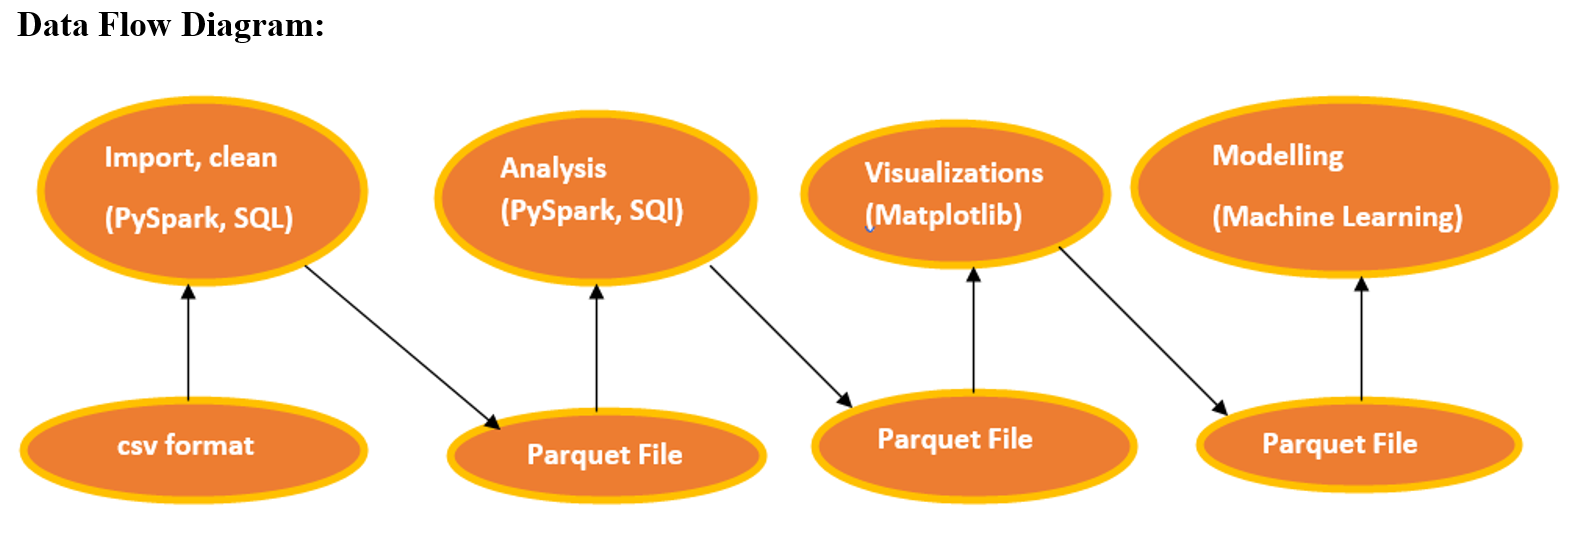 Data Flow Diagram:
Import, clean
(PySpark, SQL)
Analysis
(PySpark, SQl)
Visualizations
(Matplotlib)
Modelling
(Machine Learning)
csv format
Parquet File
Parquet File
Parquet File